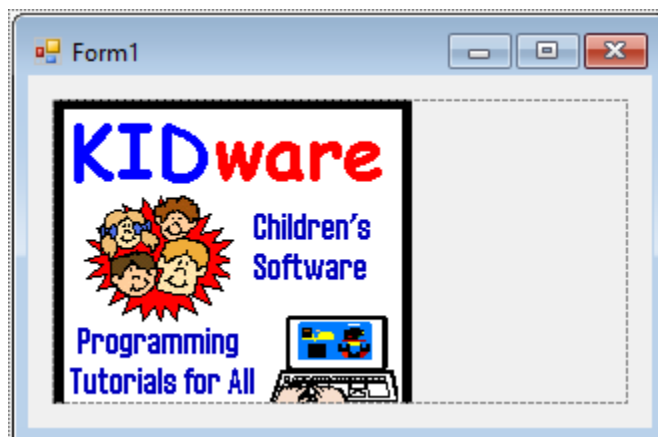 Form1
KIDware
Children's
Software
Programming
Tutorials for All